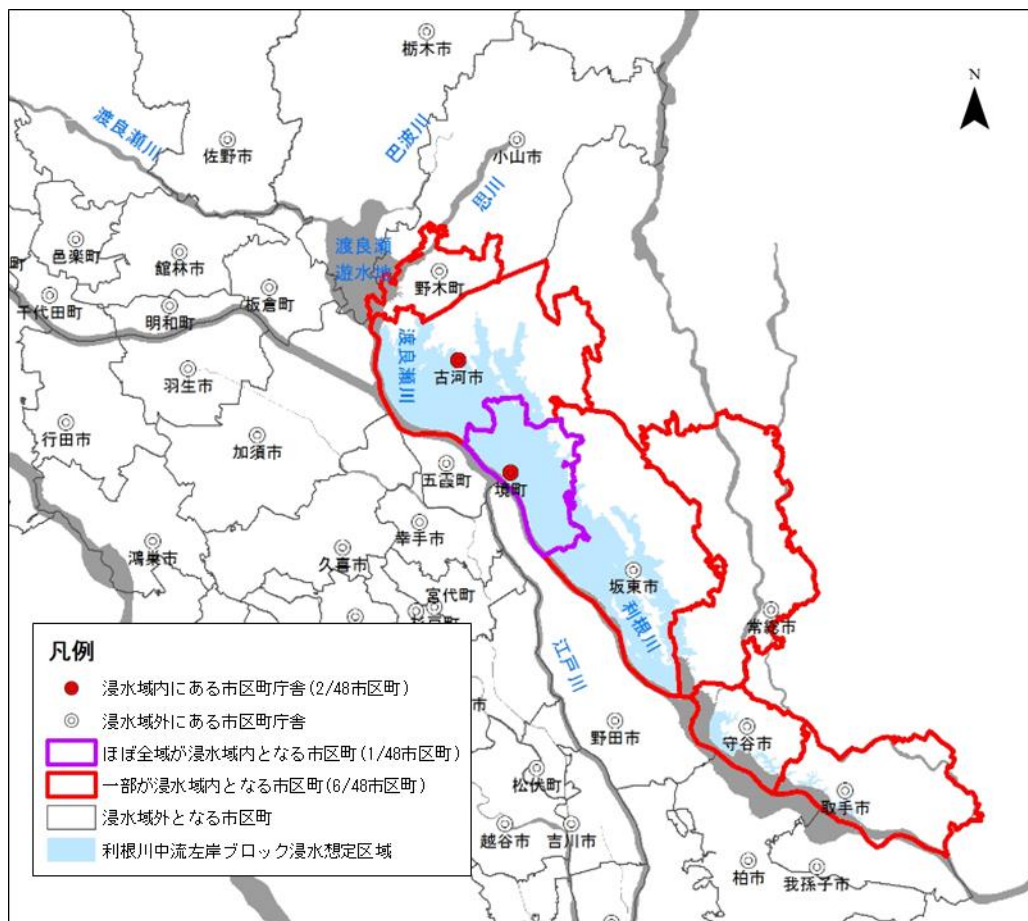 栃木市
N
渡良瀬川
佐野市
巴波川
小山市
思川
邑楽町
館林市
渡良瀬
遊水地
野木町
町
千代田町
明和町
板倉町
渡良瀬川
古河市
羽生市
行田市
加須市
五霞町
境町
幸手市
鴻巣市
久喜市
坂東市
宮代町
利根川
常総市
江戸川
野田市
守谷市
市
松伏町
取手市
越谷市
吉川市
柏市
我孫子市
凡例
浸水域内にある市区町庁舎(2/48市区町)
浸水域外にある市区町庁舎
ほぼ全域が浸水域内となる市区町(1/48市区町)
一部が浸水域内となる市区町(6/48市区町)
浸水域外となる市区町
利根川中流左岸ブロック浸水想定区域